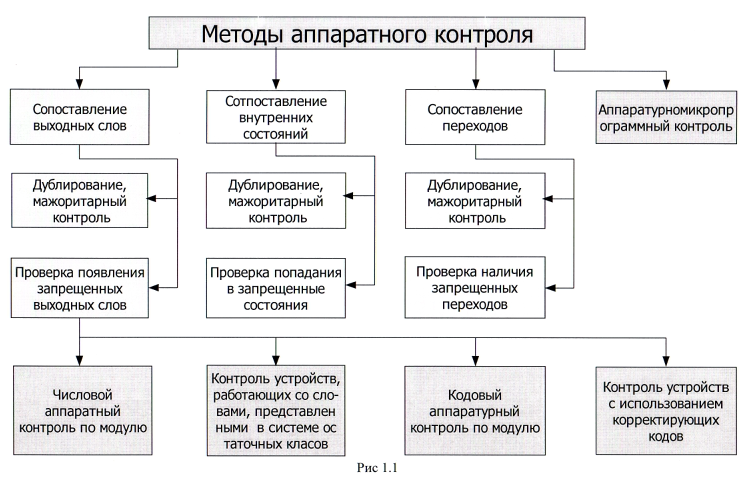 Методы аппаратного контроля
Сопоставление
выходных слов
Сотпоставление
внутренних
состояний
Сопоставление
переходов
Аппаратурномикропр
ограммный контроль
Дублирование,
мажоритарный
контроль
Дублирование,
мажоритарный
контроль
Дублирование,
мажоритарный
контроль
Проверка появления
запрещенных
выходных слов
Проверка попадания
в запрещенные
состояния
Проверка наличия
запрещенных
переходов
Числовой
аппаратный
контроль по модулю
Контроль устройств,
работающих со сло-
вами, представлен
ными в системе ос
таточных класов
Кодовый
аппаратурный
контроль по модулю
Контроль устройств
с использованием
корректирующих
кодов
Рис 1.1